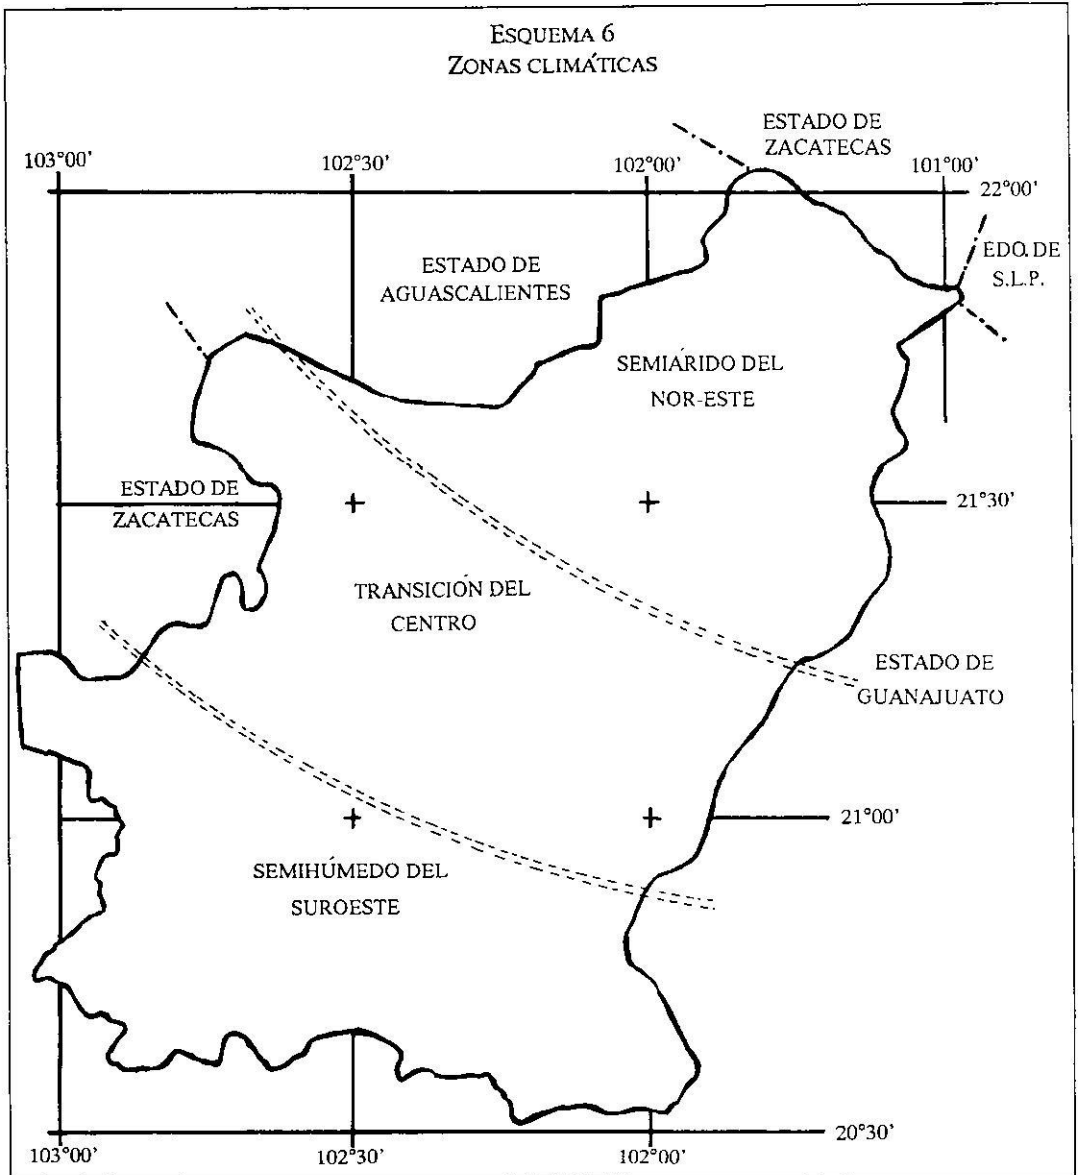 ESQUEMA 6
ZONAS CLIMÁTICAS
ESTADO DE
ZACATECAS
103°00'
102°30'
102°00'
101°00'
22°00'
EDO. DE
S.L.P.
ESTADO DE
AGUASCALIENTES
SEMIÁRIDO DEL
NOR-ESTE
ESTADO DE
ZACATECAS
21°30'
TRANSICIÓN DEL
CENTRO
ESTADO DE
GUANAJUATO
21°00'
SEMIHÚMEDO DEL
SUROESTE
20°30'
103°00'
102°30'
102°00'